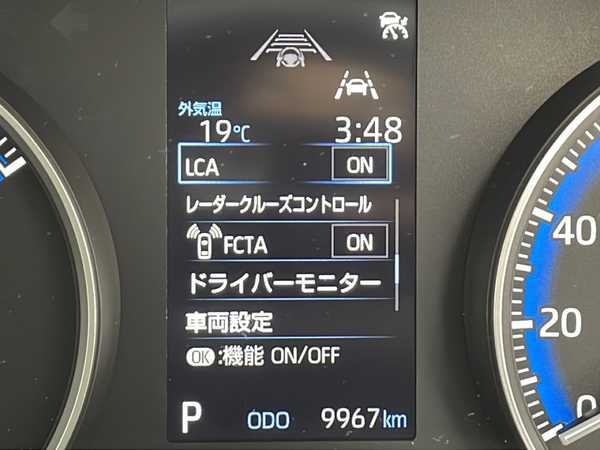 外気温
19℃ 3:48
LCA ON
レーダークルーズコントロール
FCTA ON
ドライバーモニター
車両設定
OK:機能 ON/OFF
P ODO 9967km
40
20
0